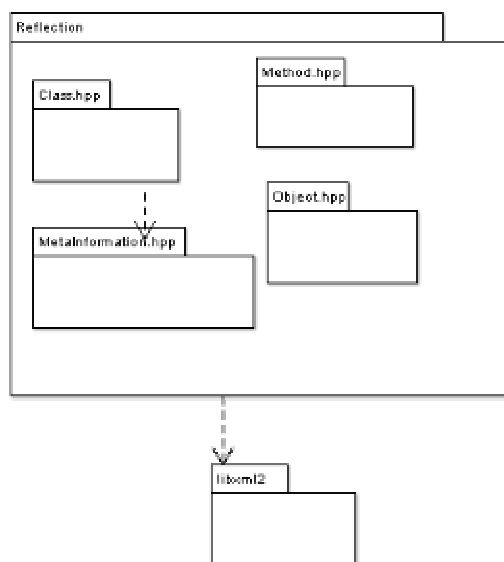 Reflection
Method.hpp
Class.hpp
Object.hpp
MetaInformation.hpp
libxml2